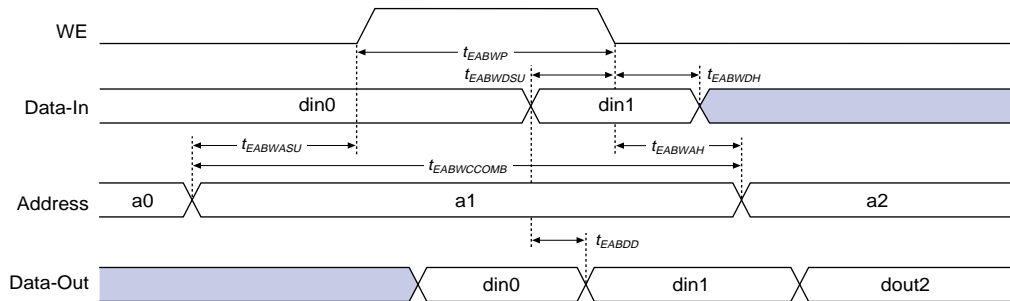 WE
tEABWP
tEABWDSU tEABWDH
Data-In din0 din1
tEABWASU tEABWAH
tEABWCCOMB
Address a0 a1 a2
tEABDD
Data-Out din0 din1 dout2